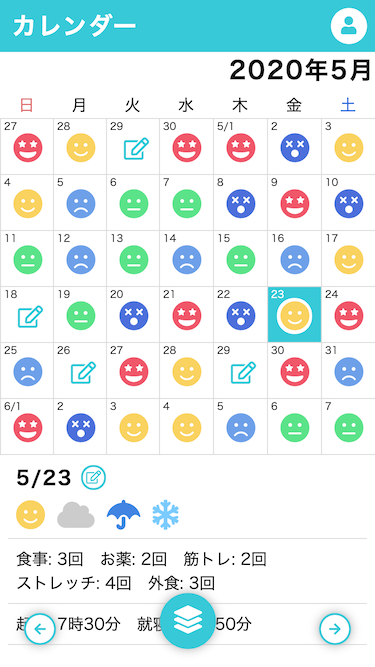 カレンダー
2020年5月
日 月 火 水 木 金 土
27 28 29 30 5/1 2 3
4 5 6 7 8 9 10
11 12 13 14 15 16 17
18 19 20 21 22 23 24
25 26 27 28 29 30 31
6/1 2 3 4 5 6 7
5/23
食事: 3回 お薬: 2回 筋トレ: 2回
ストレッチ: 4回 外食: 3回
7時30分 就 50分